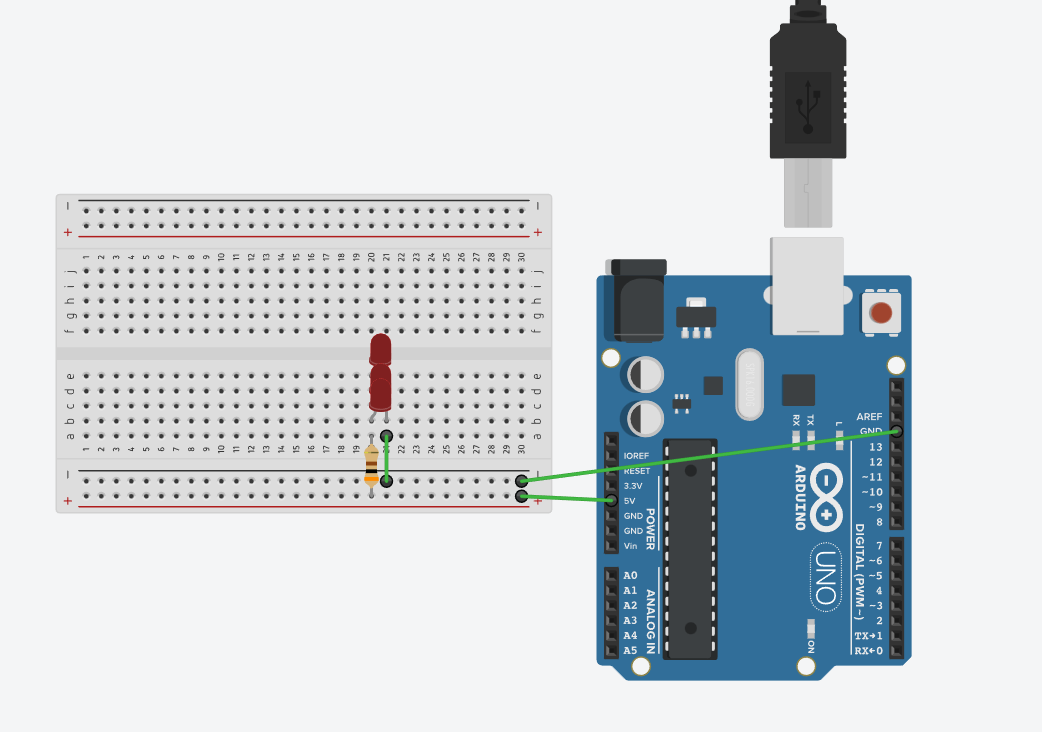 − −
+ +
1 2 3 4 5 6 7 8 9 10 11 12 13 14 15 16 17 18 19 20 21 22 23 24 25 26 27 28 29 30
j j
i i
h h
g g
f f
e e
d d
c c
b b
a a
1 2 3 4 5 6 7 8 9 10 11 12 13 14 15 16 17 18 19 20 22 23 24 25 26 27 28 29 30
− −
+ +
IOREF
RESET
3.3V
5V
GND
GND
Vin
POWER
A0
A1
A2
A3
A4
A5
ANALOG IN
RX
TX
L
ARDUINO
UNO
ON
AREF
GND
13
12
~11
~10
~9
8
7
~6
~5
4
~3
2
TX→1
RX←0
DIGITAL (PWM~)